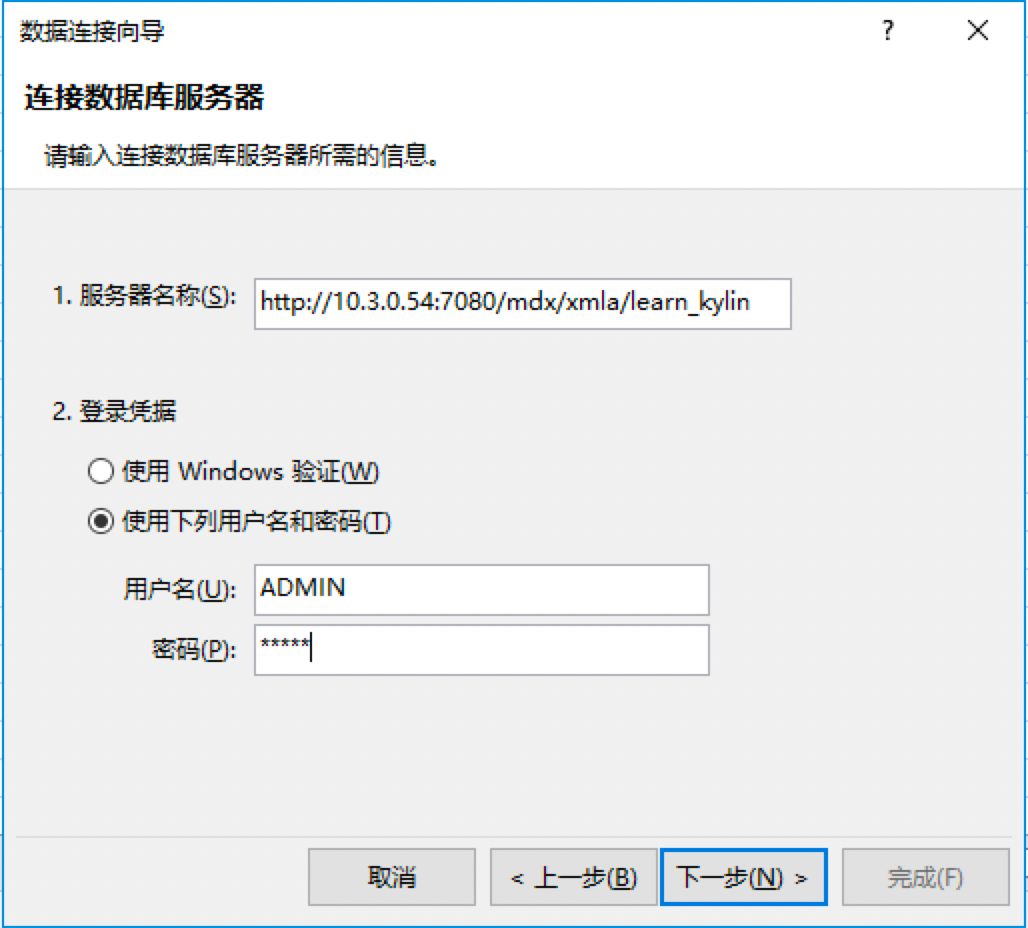 数据连接向导 ?
连接数据库服务器
请输入连接数据库服务器所需的信息。
1. 服务器名称(S): http://10.3.0.54:7080/mdx/xmla/learn_kylin
2. 登录凭据
使用 Windows 验证(W)
使用下列用户名和密码(T)
用户名(U): ADMIN
密码(P): *****
取消 < 上一步(B) 下一步(N) > 完成(F)